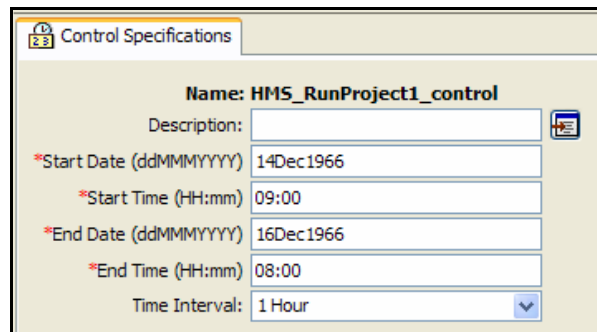 Control Specifications
Name: HMS_RunProject1_control
Description:
*Start Date (ddMMMYYYY) 14Dec1966
*Start Time (HH:mm) 09:00
*End Date (ddMMMYYYY) 16Dec1966
*End Time (HH:mm) 08:00
Time Interval: 1 Hour